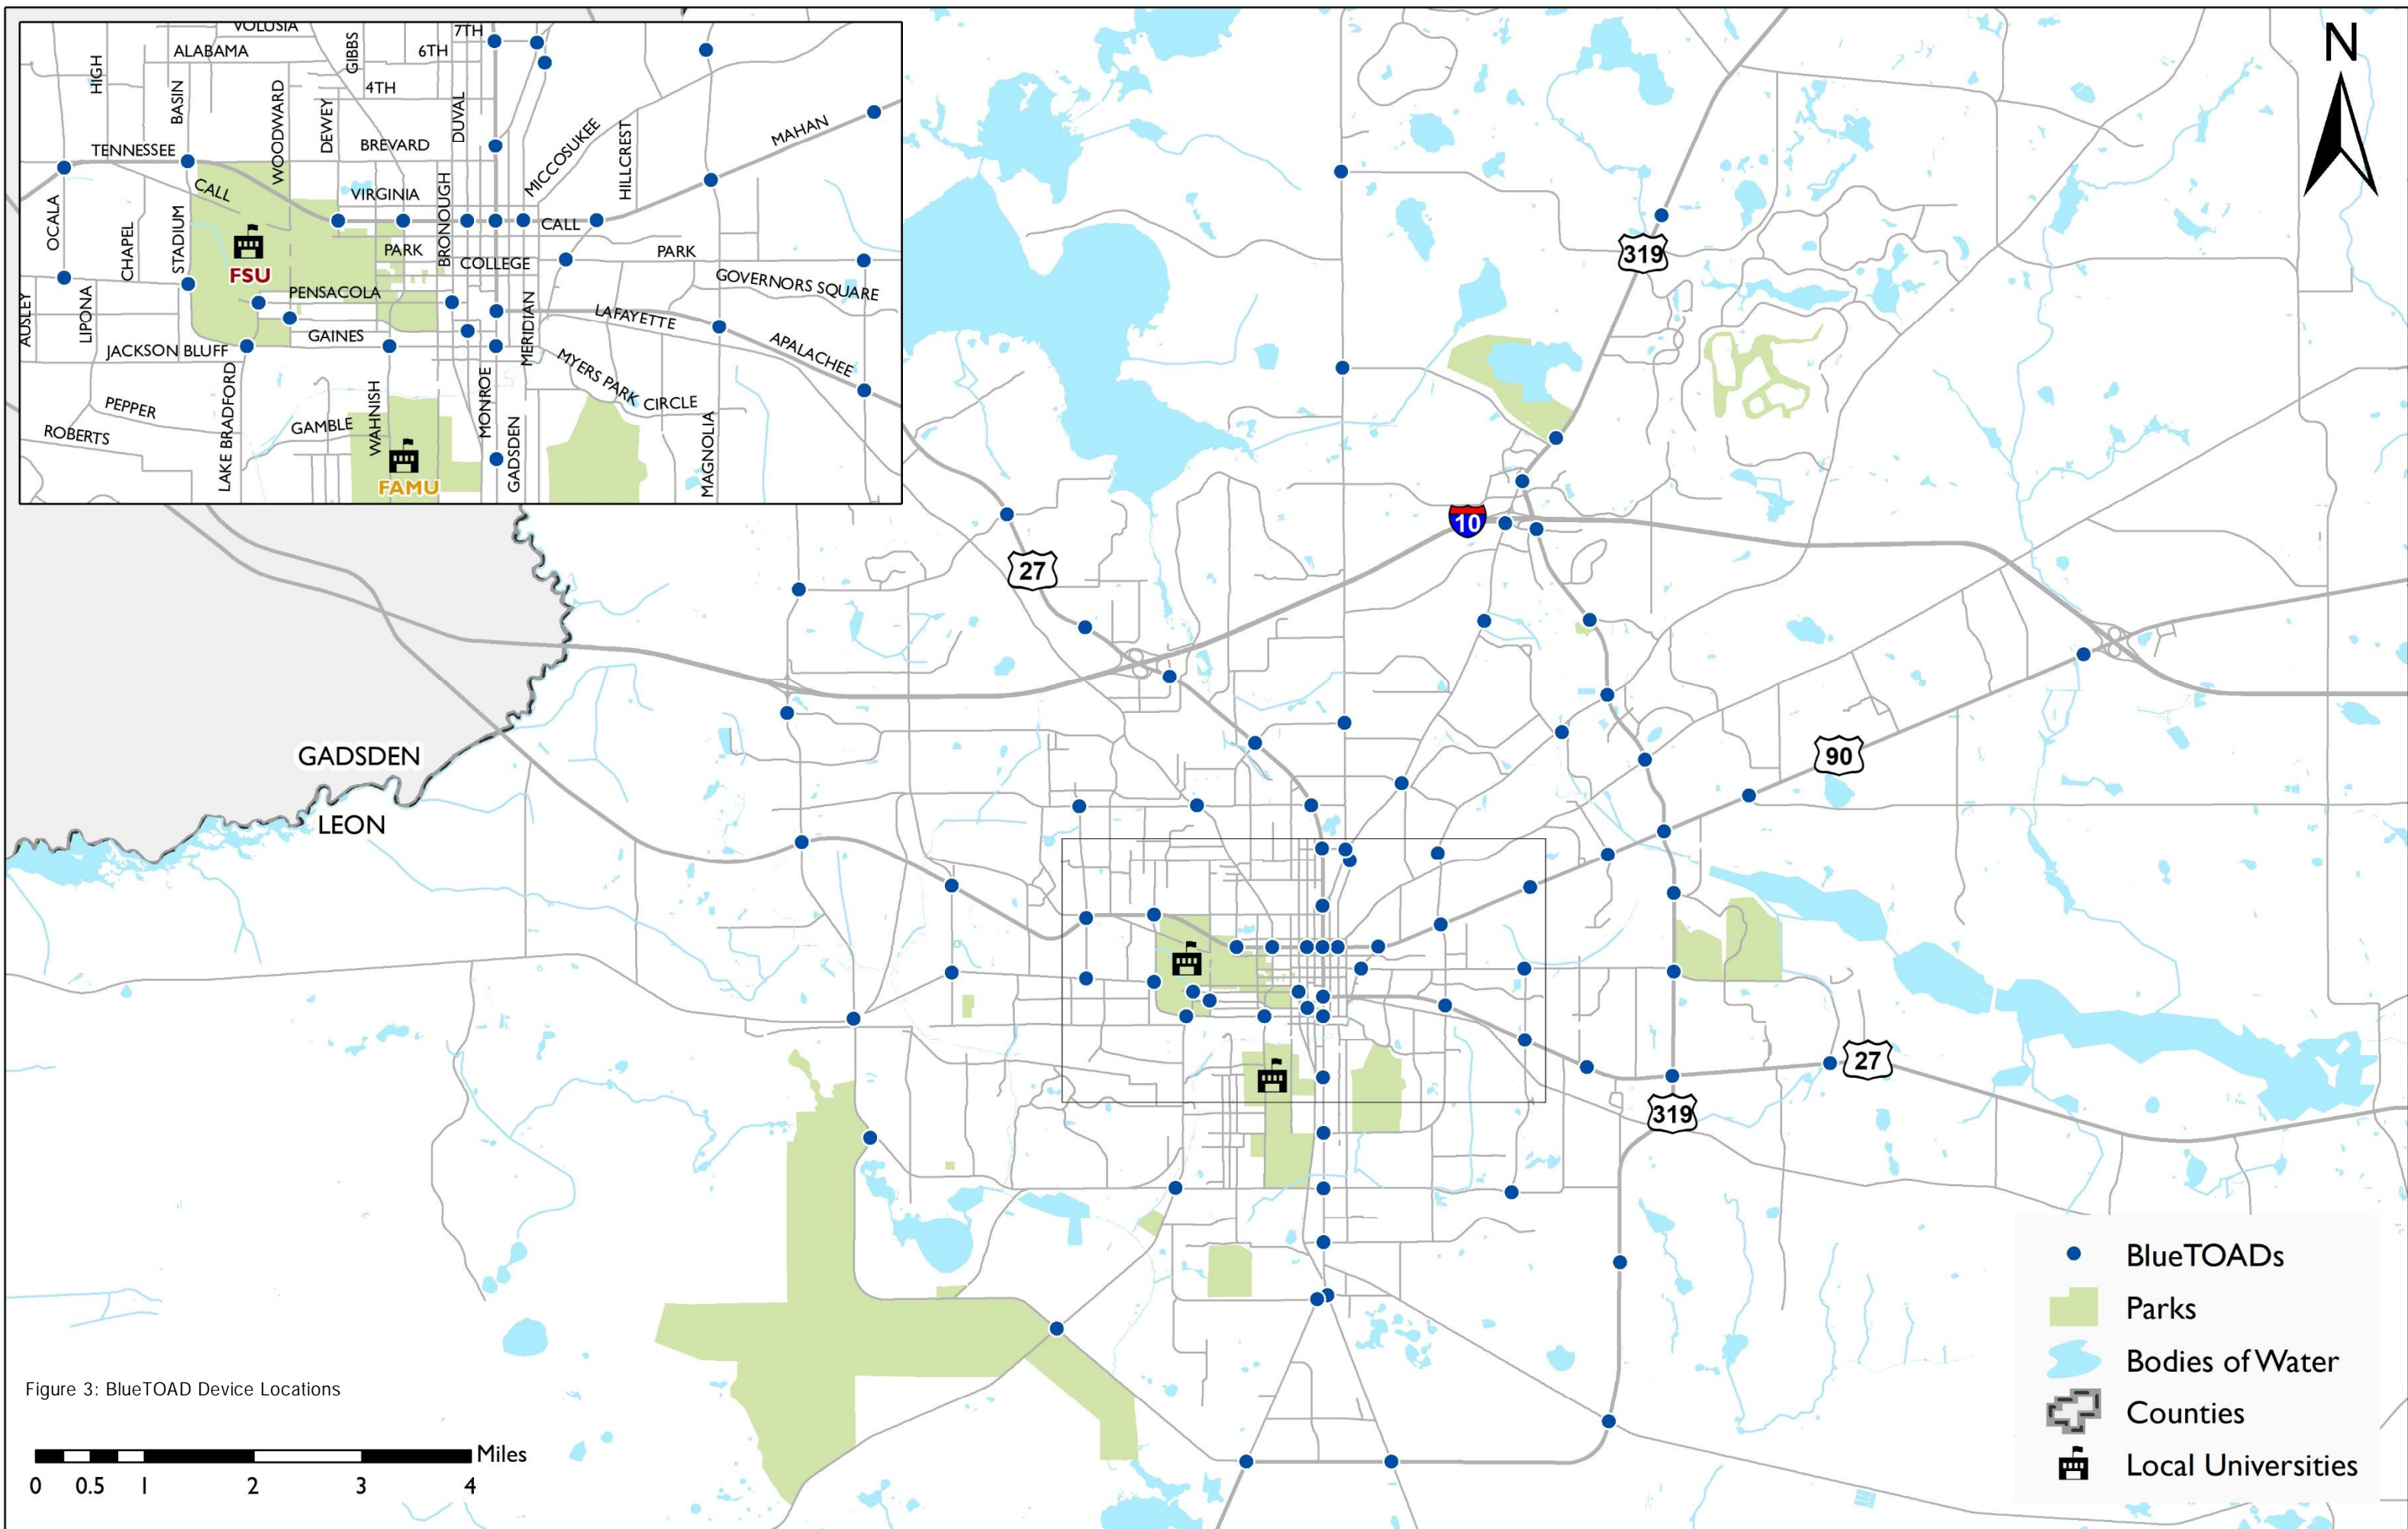 VOLUSIA
7TH
ALABAMA
GIBBS
6TH
HIGH
BASIN
WOODWARD
4TH
DEWEY
DUVAL
MICCOSUKEE
HILLCREST
MAHAN
TENNESSEE
BREVARD
CALL
VIRGINIA
BRONOUGH
OCALA
CHAPEL
STADIUM
CALL
PARK
PARK
FSU
COLLEGE
GOVERNORS SQUARE
AUSLEY
LIPONA
PENSACOLA
MERIDIAN
LAFAYETTE
JACKSON BLUFF
GAINES
APALACHEE
MYERS PARK CIRCLE
PEPPER
LAKE BRADFORD
WAHNISH
MONROE
GADSDEN
MAGNOLIA
ROBERTS
GAMBLE
FAMU
N
319
10
27
90
GADSDEN
LEON
27
319
BlueTOADs
Parks
Bodies of Water
Counties
Local Universities
Figure 3: BlueTOAD Device Locations
Miles
0 0.5 1 2 3 4